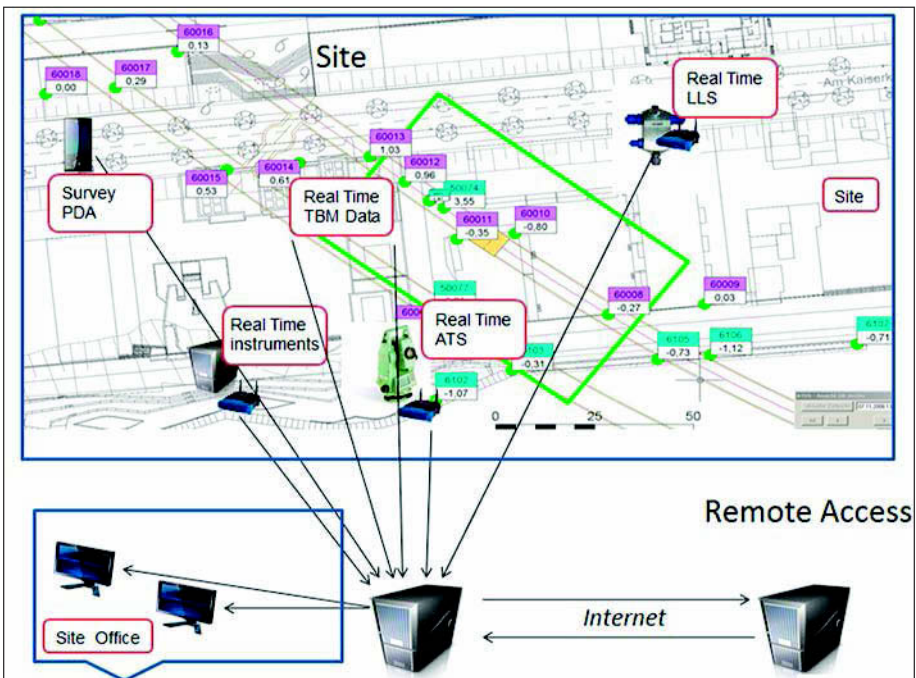 Site
60016
0,13
60018
0,00
60017
0,29
Real Time
LLS
Am Kaiserk
60013
1,03
60015
0,53
60014
0,61
60012
0,96
50074
3,55
Survey
PDA
Real Time
TBM Data
60011
-0,35
60010
-0,80
Site
50077
60008
-0,27
60009
0,03
Real Time
instruments
Real Time
ATS
6105
-0,73
6106
-1,12
-0,71
-0,31
6102
-1,07
0
25
50
Remote Access
Site Office
Internet